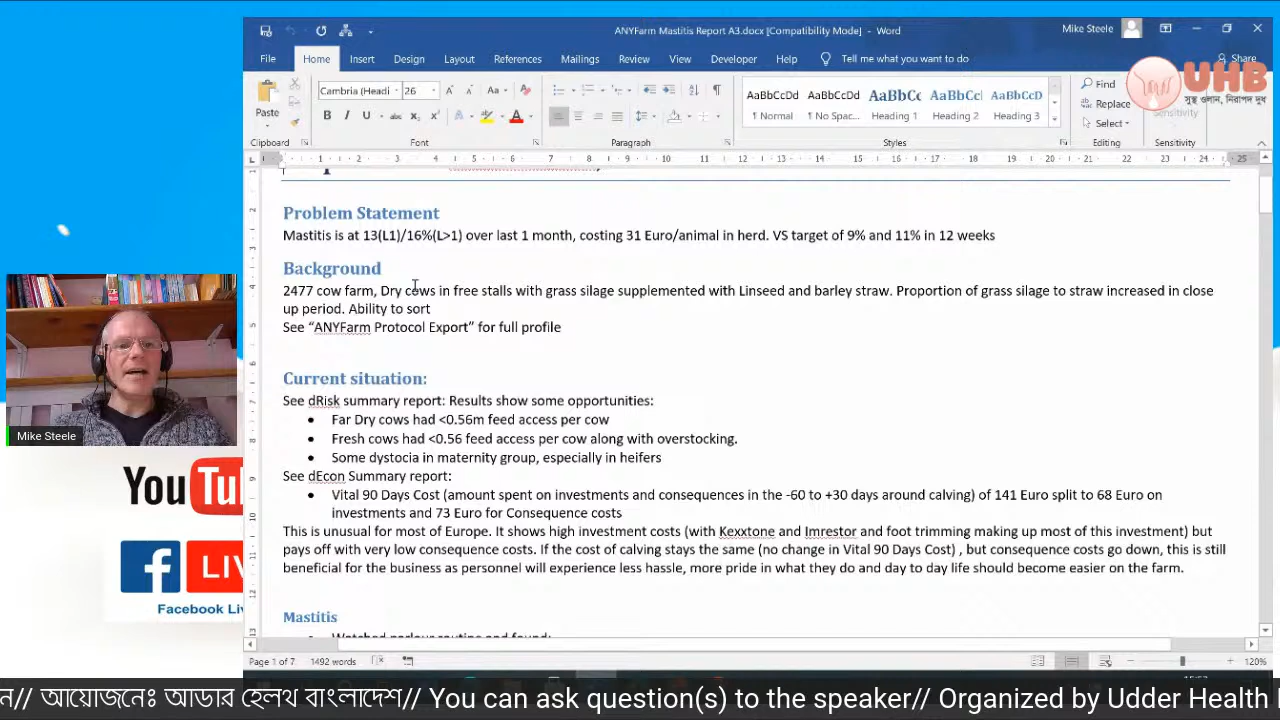 ANYFarm Mastitis Report A3.docx [Compatibility Mode] - Word
Mike Steele
File Home Insert Design Layout References Mailings Review View Developer Help Tell me what you want to do Share
Cambria (Headi 26
Paste
Clipboard Font Paragraph Styles Editing Sensitivity
AaBbCcDd AaBbCcDd AaBbCc AaBbCc AaBbCcD
¶ Normal ¶ No Spac... Heading 1 Heading 2 Heading 3
Find
Replace
Select
Sensitivity
UHB
সুস্থ ওলান, নিরাপদ দুধ
Problem Statement
Mastitis is at 13(L1)/16%(L>1) over last 1 month, costing 31 Euro/animal in herd. VS target of 9% and 11% in 12 weeks
Background
2477 cow farm, Dry cows in free stalls with grass silage supplemented with Linseed and barley straw. Proportion of grass silage to straw increased in close
up period. Ability to sort
See “ANYFarm Protocol Export” for full profile
Current situation:
See dRisk summary report: Results show some opportunities:
• Far Dry cows had <0.56m feed access per cow
• Fresh cows had <0.56 feed access per cow along with overstocking.
• Some dystocia in maternity group, especially in heifers
See dEcon Summary report:
• Vital 90 Days Cost (amount spent on investments and consequences in the -60 to +30 days around calving) of 141 Euro split to 68 Euro on
investments and 73 Euro for Consequence costs
This is unusual for most of Europe. It shows high investment costs (with Kexxtone and Imrestor and foot trimming making up most of this investment) but
pays off with very low consequence costs. If the cost of calving stays the same (no change in Vital 90 Days Cost) , but consequence costs go down, this is still
beneficial for the business as personnel will experience less hassle, more pride in what they do and day to day life should become easier on the farm.
Mastitis
• Watched parlour routine and found:
Page 1 of 7 1492 words 120%
Mike Steele
You Tu
LIV
Facebook Liv
ন// আয়োজনেঃ আডার হেলথ বাংলাদেশ// You can ask question(s) to the speaker// Organized by Udder Health